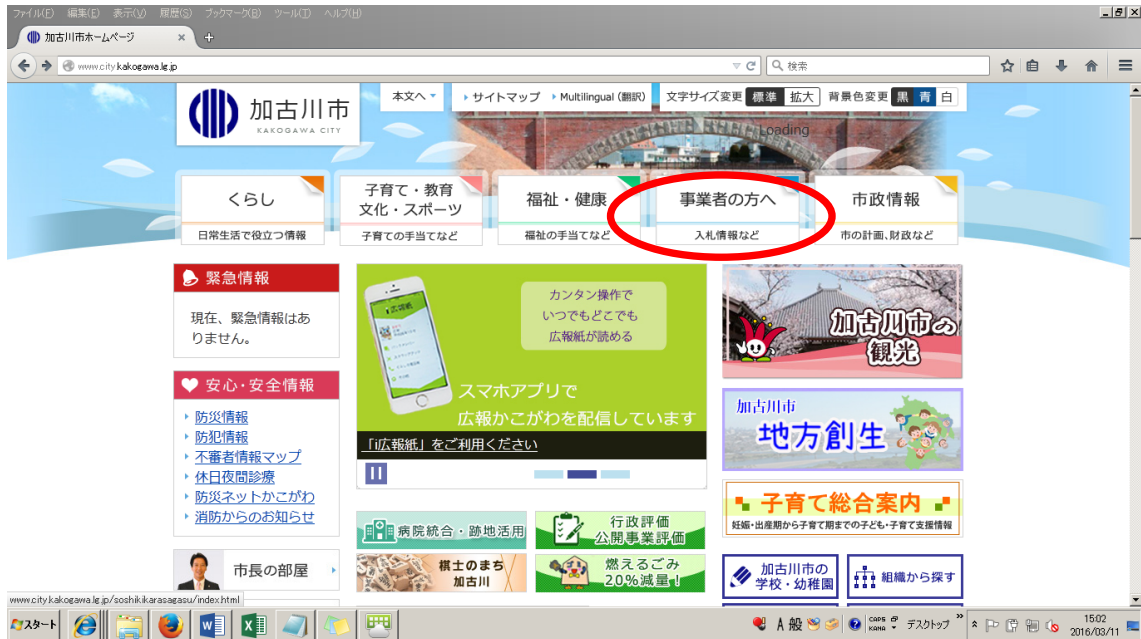 ファイル(F) 編集(E) 表示(V) 履歴(S) ブックマーク(B) ツール(T) ヘルプ(H)
加古川市ホームページ
www.city.kakogawa.lg.jp
検索
加古川市
KAKOGAWA CITY
本文へ
サイトマップ
Multilingual (翻訳)
文字サイズ変更 標準 拡大
背景色変更 黒 青 白
Loading
くらし
日常生活で役立つ情報
子育て・教育
文化・スポーツ
子育ての手当てなど
福祉・健康
福祉の手当てなど
事業者の方へ
入札情報など
市政情報
市の計画、財政など
緊急情報
現在、緊急情報はあ
りません。
安心・安全情報
防災情報
防犯情報
不審者情報マップ
休日夜間診療
防災ネットかこがわ
消防からのお知らせ
市長の部屋
i広報紙
カンタン操作で
いつでもどこでも
広報紙が読める
スマホアプリで
広報かこがわを配信しています
「i広報紙」をご利用ください
病院統合・跡地活用
行政評価
公開事業評価
棋士のまち
加古川
燃えるごみ
20%減量!
加古川市の
観光
加古川市
地方創生
子育て総合案内
妊娠・出産期から子育て期までの子ども・子育て支援情報
加古川市の
学校・幼稚園
組織から探す
www.city.kakogawa.lg.jp/soshikikarasagasu/index.html
スタート
A 般
CAPS
KANA
デスクトップ
15:02
2016/03/11